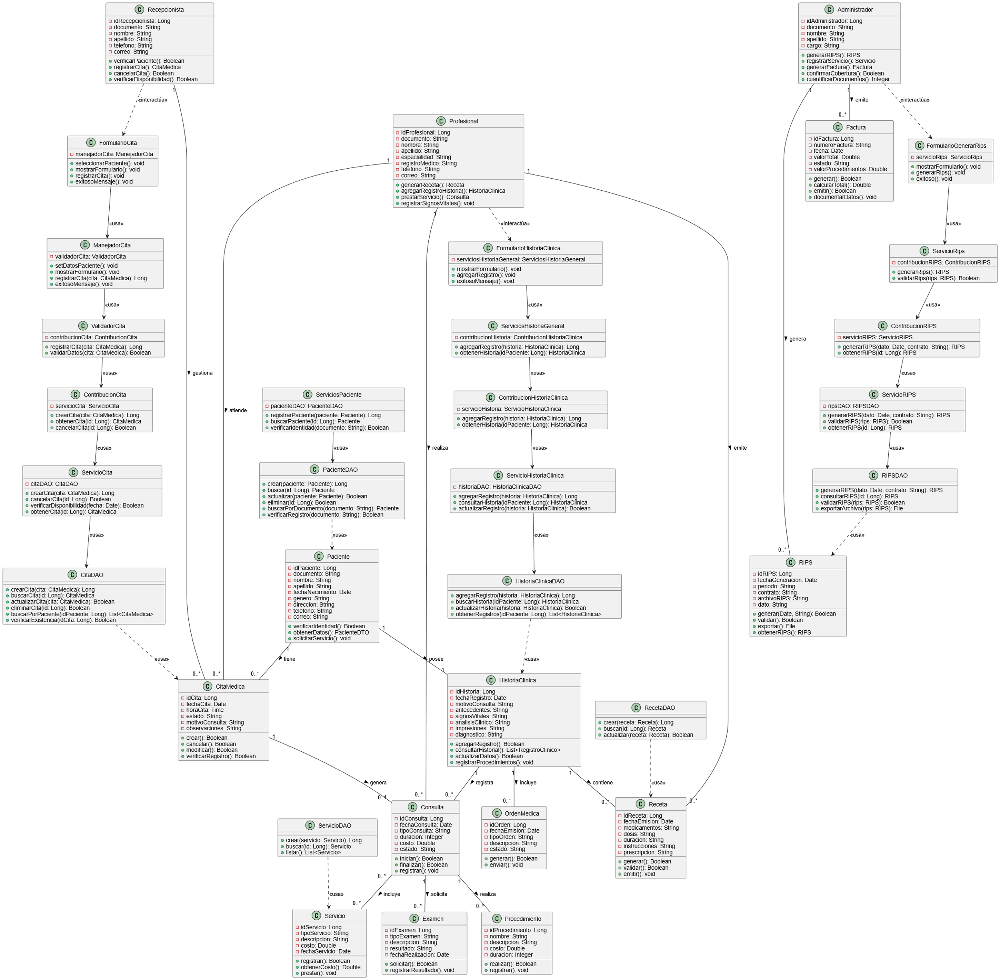 Recepcionista
idRecepcionista: Long
documento: String
nombre: String
apellido: String
telefono: String
correo: String
verificarPaciente(): Boolean
registrarCita(): CitaMedica
cancelarCita(): Boolean
verificarDisponibilidad(): Boolean
Administrador
idAdministrador: Long
documento: String
nombre: String
apellido: String
cargo: String
generarRIPS(): RIPS
registrarServicio(): Servicio
generarFactura(): Factura
confirmarCobertura(): Boolean
cuantificarDocumentos(): Integer
1
«interactúa»
1
1
emite
0..*
«interactúa»
Profesional
idProfesional: Long
documento: String
nombre: String
apellido: String
especialidad: String
registroMedico: String
telefono: String
correo: String
generarReceta(): Receta
agregarRegistroHistoria(): HistoriaClinica
prestarServicio(): Consulta
registrarSignosVitales(): void
Factura
idFactura: Long
numeroFactura: String
fecha: Date
valorTotal: Double
estado: String
valorProcedimientos: Double
generar(): Boolean
calcularTotal(): Double
emitir(): Boolean
documentarDatos(): void
FormularioCita
manejadorCita: ManejadorCita
seleccionarPaciente(): void
mostrarFormulario(): void
registrarCita(): void
exitosoMensaje(): void
FormularioGenerarRips
servicioRips: ServicioRips
mostrarFormulario(): void
generarRips(): void
exitoso(): void
1
1
1
«usa»
«interactúa»
«usa»
ManejadorCita
validadorCita: ValidadorCita
setDatosPaciente(): void
mostrarFormulario(): void
registrarCita(cita: CitaMedica): Long
exitosoMensaje(): void
FormularioHistoriaClinica
serviciosHistoriaGeneral: ServiciosHistoriaGeneral
mostrarFormulario(): void
agregarRegistro(): void
exitosoMensaje(): void
ServicioRips
contribucionRIPS: ContribucionRIPS
generarRips(): RIPS
validarRips(rips: RIPS): Boolean
«usa»
«usa»
«usa»
ValidadorCita
contribucionCita: ContribucionCita
registrarCita(cita: CitaMedica): Long
validarDatos(cita: CitaMedica): Boolean
ServiciosHistoriaGeneral
contribucionHistoria: ContribucionHistoriaClinica
agregarRegistro(historia: HistoriaClinica): Long
obtenerHistoria(idPaciente: Long): HistoriaClinica
genera
ContribucionRIPS
servicioRIPS: ServicioRIPS
generarRIPS(dato: Date, contrato: String): RIPS
obtenerRIPS(id: Long): RIPS
«usa»
gestiona
«usa»
«usa»
ContribucionCita
servicioCita: ServicioCita
crearCita(cita: CitaMedica): Long
obtenerCita(id: Long): CitaMedica
cancelarCita(id: Long): Boolean
atiende
ServiciosPaciente
pacienteDAO: PacienteDAO
registrarPaciente(paciente: Paciente): Long
buscarPaciente(id: Long): Paciente
verificarIdentidad(documento: String): Boolean
ContribucionHistoriaClinica
servicioHistoria: ServicioHistoriaClinica
agregarRegistro(historia: HistoriaClinica): Long
obtenerHistoria(idPaciente: Long): HistoriaClinica
ServicioRIPS
ripsDAO: RIPSDAO
generarRIPS(dato: Date, contrato: String): RIPS
validarRIPS(rips: RIPS): Boolean
obtenerRIPS(id: Long): RIPS
«usa»
«usa»
realiza
«usa»
emite
«usa»
ServicioCita
citaDAO: CitaDAO
crearCita(cita: CitaMedica): Long
cancelarCita(id: Long): Boolean
verificarDisponibilidad(fecha: Date): Boolean
obtenerCita(id: Long): CitaMedica
PacienteDAO
crear(paciente: Paciente): Long
buscar(id: Long): Paciente
actualizar(paciente: Paciente): Boolean
eliminar(id: Long): Boolean
buscarPorDocumento(documento: String): Paciente
verificarRegistro(documento: String): Boolean
ServicioHistoriaClinica
historiaDAO: HistoriaClinicaDAO
agregarRegistro(historia: HistoriaClinica): Long
consultarHistoria(idPaciente: Long): HistoriaClinica
actualizarRegistro(historia: HistoriaClinica): Boolean
RIPSDAO
generarRIPS(dato: Date, contrato: String): RIPS
consultarRIPS(id: Long): RIPS
validarRIPS(rips: RIPS): Boolean
exportarArchivo(rips: RIPS): File
«usa»
«usa»
«usa»
«usa»
0..*
CitaDAO
crearCita(cita: CitaMedica): Long
buscarCita(id: Long): CitaMedica
actualizarCita(cita: CitaMedica): Boolean
eliminarCita(id: Long): Boolean
buscarPorPaciente(idPaciente: Long): List<CitaMedica>
verificarExistencia(idCita: Long): Boolean
Paciente
idPaciente: Long
documento: String
nombre: String
apellido: String
fechaNacimiento: Date
genero: String
direccion: String
telefono: String
correo: String
verificarIdentidad(): Boolean
obtenerDatos(): PacienteDTO
solicitarServicio(): void
HistoriaClinicaDAO
agregarRegistro(historia: HistoriaClinica): Long
buscarHistoria(idPaciente: Long): HistoriaClinica
actualizarHistoria(historia: HistoriaClinica): Boolean
obtenerRegistros(idPaciente: Long): List<HistoriaClinica>
RIPS
idRIPS: Long
fechaGeneracion: Date
periodo: String
contrato: String
archivoRIPS: String
dato: String
generar(Date, String): Boolean
validar(): Boolean
exportar(): File
obtenerRIPS(): RIPS
1
1
«usa»
tiene
posee
«usa»
0..*
0..*
0..*
1
CitaMedica
idCita: Long
fechaCita: Date
horaCita: Time
estado: String
motivoConsulta: String
observaciones: String
crear(): Boolean
cancelar(): Boolean
modificar(): Boolean
verificarRegistro(): Boolean
HistoriaClinica
idHistoria: Long
fechaRegistro: Date
motivoConsulta: String
antecedentes: String
signosVitales: String
analisisClinico: String
impresiones: String
diagnostico: String
agregarRegistro(): Boolean
consultarHistorial(): List<RegistroClinico>
actualizarDatos(): Boolean
registrarProcedimientos(): void
RecetaDAO
crear(receta: Receta): Long
buscar(id: Long): Receta
actualizar(receta: Receta): Boolean
1
1
1
1
genera
registra
incluye
contiene
«usa»
0..1
0..*
0..*
0..*
0..*
0..*
Consulta
idConsulta: Long
fechaConsulta: Date
tipoConsulta: String
duracion: Integer
costo: Double
estado: String
iniciar(): Boolean
finalizar(): Boolean
registrar(): void
OrdenMedica
idOrden: Long
fechaEmision: Date
tipoOrden: String
descripcion: String
estado: String
generar(): Boolean
enviar(): void
Receta
idReceta: Long
fechaEmision: Date
medicamentos: String
dosis: String
duracion: String
instrucciones: String
prescripcion: String
generar(): Boolean
validar(): Boolean
emitir(): void
ServicioDAO
crear(servicio: Servicio): Long
buscar(id: Long): Servicio
listar(): List<Servicio>
0..*
1
1
«usa»
incluye
solicita
realiza
0..*
0..*
0..*
Servicio
idServicio: Long
tipoServicio: String
descripcion: String
costo: Double
fechaServicio: Date
registrar(): Boolean
obtenerCosto(): Double
prestar(): void
Examen
idExamen: Long
tipoExamen: String
descripcion: String
resultado: String
fechaRealizacion: Date
solicitar(): Boolean
registrarResultado(): void
Procedimiento
idProcedimiento: Long
nombre: String
descripcion: String
costo: Double
duracion: Integer
realizar(): Boolean
registrar(): void